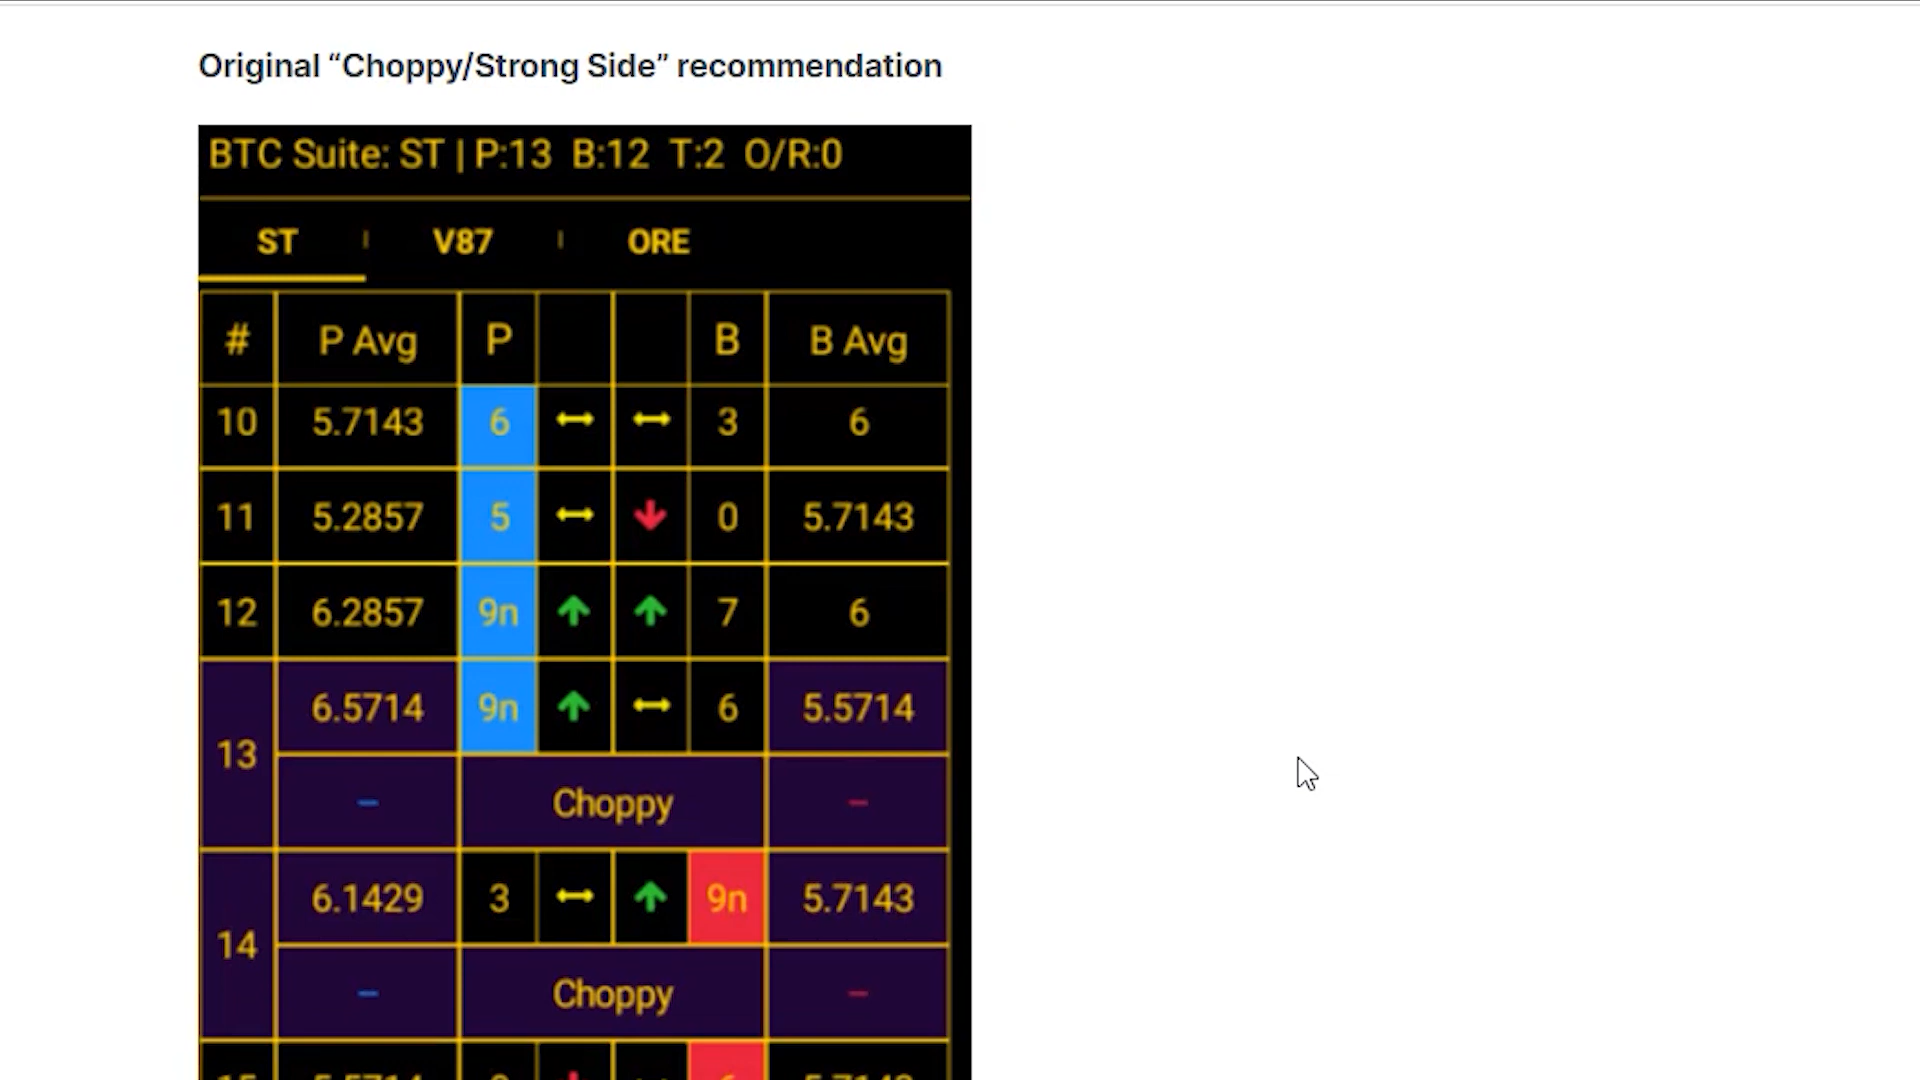 Original “Choppy/Strong Side” recommendation
BTC Suite: ST | P:13 B:12 T:2 O/R:0
ST V87 ORE
# P Avg P B B Avg
10 5.7143 6 ↔ ↔ 3 6
11 5.2857 5 ↔ ↓ 0 5.7143
12 6.2857 9n ↑ ↑ 7 6
13 6.5714 9n ↑ ↔ 6 5.5714
– Choppy –
14 6.1429 3 ↔ ↑ 9n 5.7143
– Choppy –